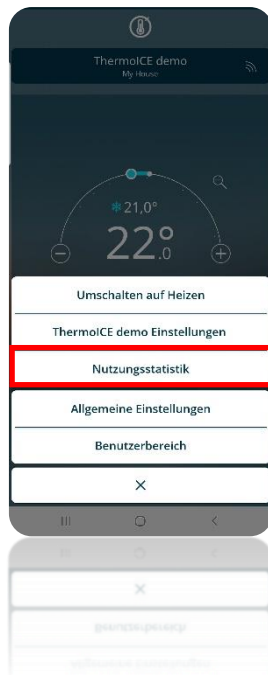 ThermoICE demo
My House
❄21,0°
22°.0
Umschalten auf Heizen
ThermoICE demo Einstellungen
Nutzungsstatistik
Allgemeine Einstellungen
Benutzerbereich
×